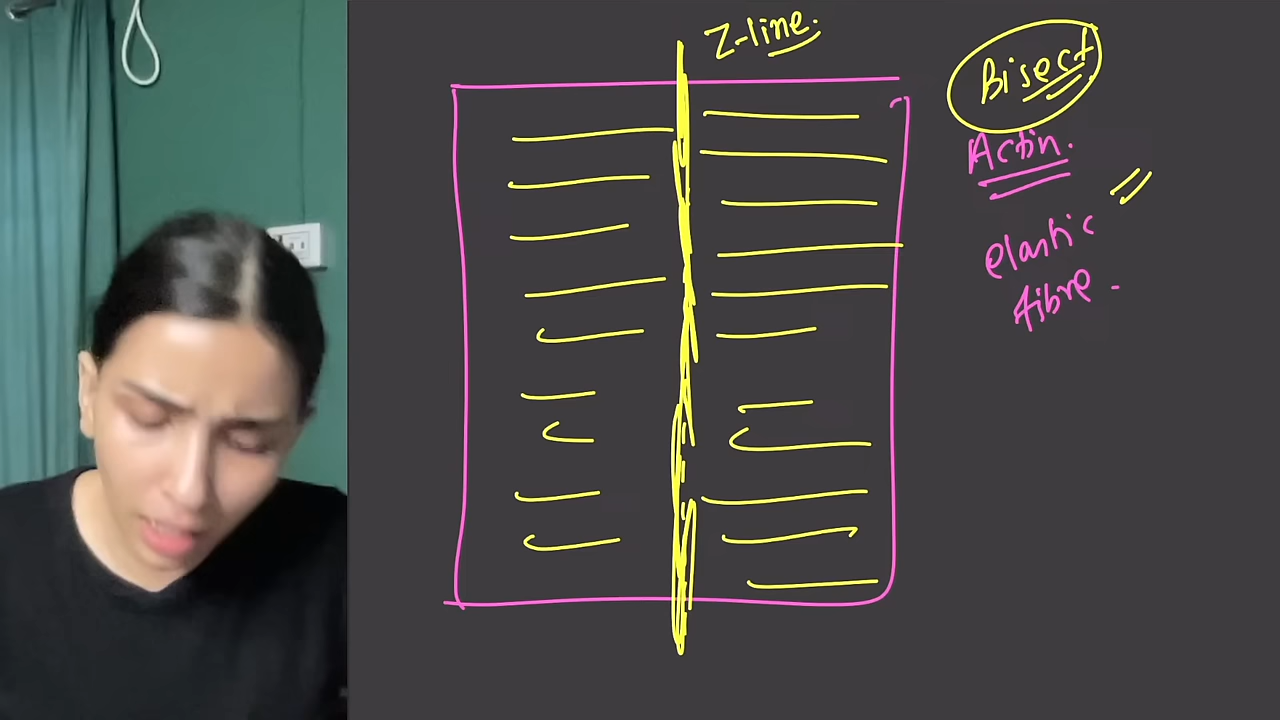 Z-line.
Bisect
Actin.
elastic
fibre.